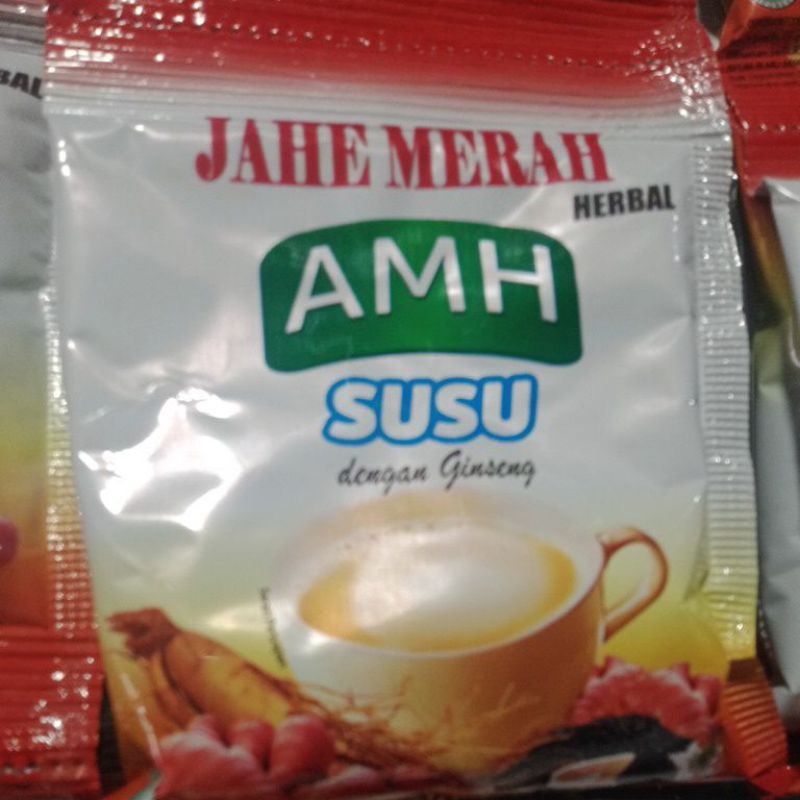 JAHE MERAH
HERBAL
AMH
SUSU
dengan Ginseng